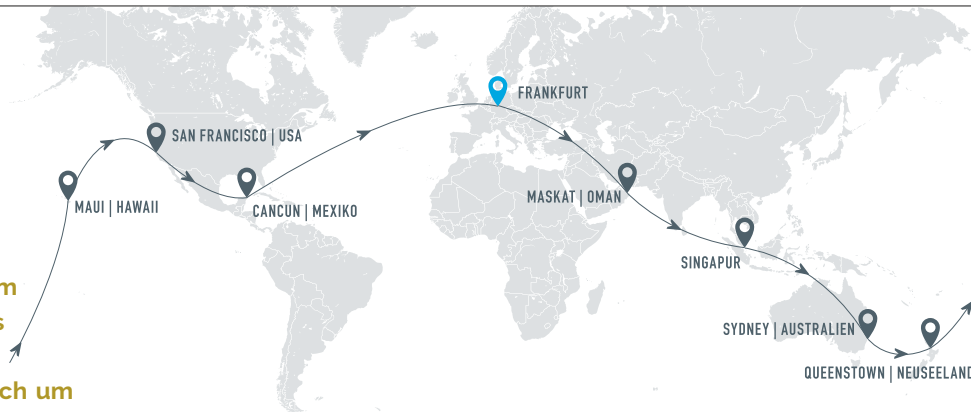 FRANKFURT
SAN FRANCISCO | USA
MASKAT | OMAN
MAUI | HAWAII
CANCUN | MEXIKO
SINGAPUR
m
s
SYDNEY | AUSTRALIEN
QUEENSTOWN | NEUSEELAND
ch um